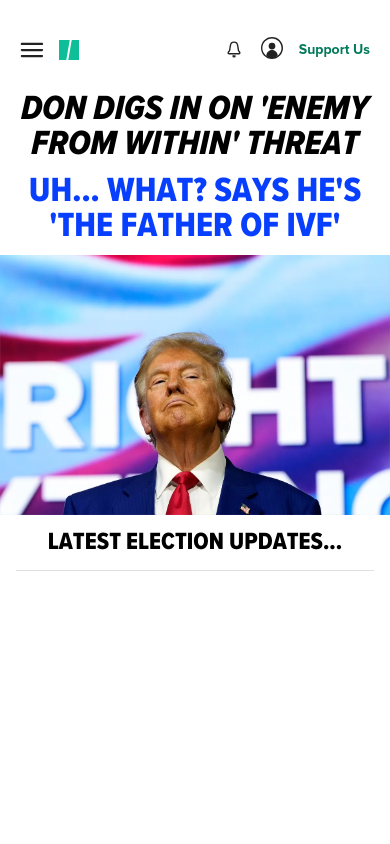 Support Us
DON DIGS IN ON 'ENEMY
FROM WITHIN' THREAT
UH... WHAT? SAYS HE'S
'THE FATHER OF IVF'
RIGHT
LATEST ELECTION UPDATES...